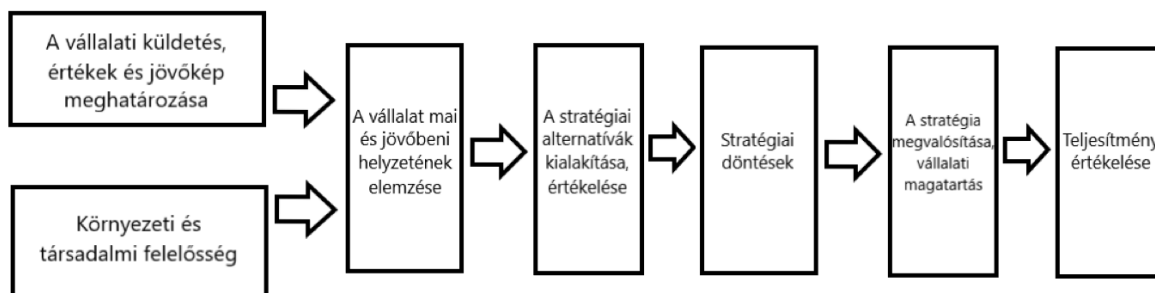 A vállalati küldetés,
értékek és jövőkép
meghatározása
Környezeti és
társadalmi felelősség
A vállalat mai
és jövőbeni
helyzetének
elemzése
A stratégiai
alternatívák
kialakítása,
értékelése
Stratégiai
döntések
A stratégia
megvalósítása,
vállalati
magatartás
Teljesítmény
értékelése